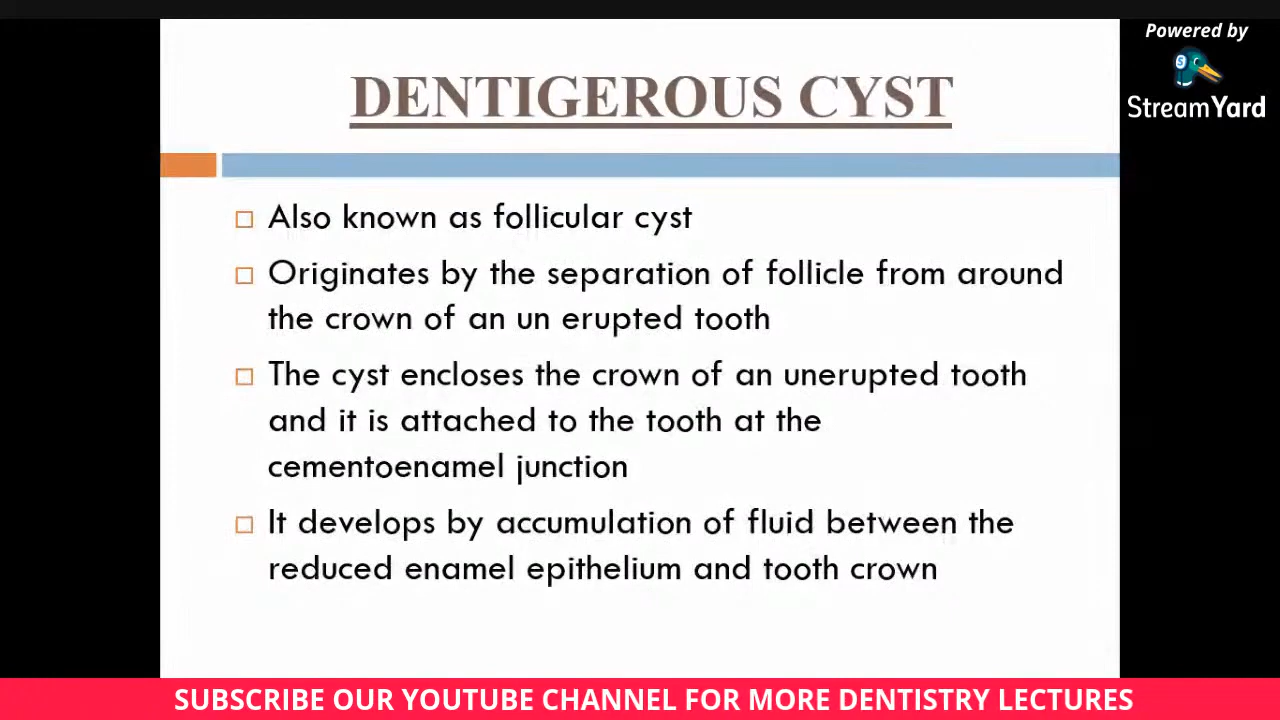 Powered by
StreamYard
DENTIGEROUS CYST
Also known as follicular cyst
Originates by the separation of follicle from around
the crown of an un erupted tooth
The cyst encloses the crown of an unerupted tooth
and it is attached to the tooth at the
cementoenamel junction
It develops by accumulation of fluid between the
reduced enamel epithelium and tooth crown
SUBSCRIBE OUR YOUTUBE CHANNEL FOR MORE DENTISTRY LECTURES